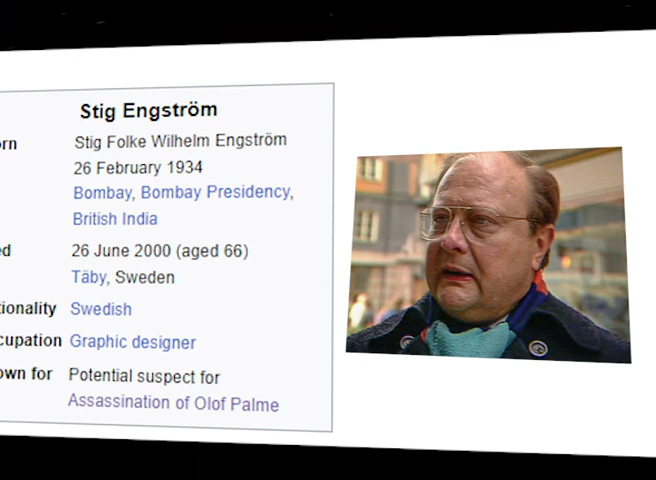 Stig Engström
rn Stig Folke Wilhelm Engström
26 February 1934
Bombay, Bombay Presidency,
British India
ed 26 June 2000 (aged 66)
Täby, Sweden
tionality Swedish
cupation Graphic designer
own for Potential suspect for
Assassination of Olof Palme